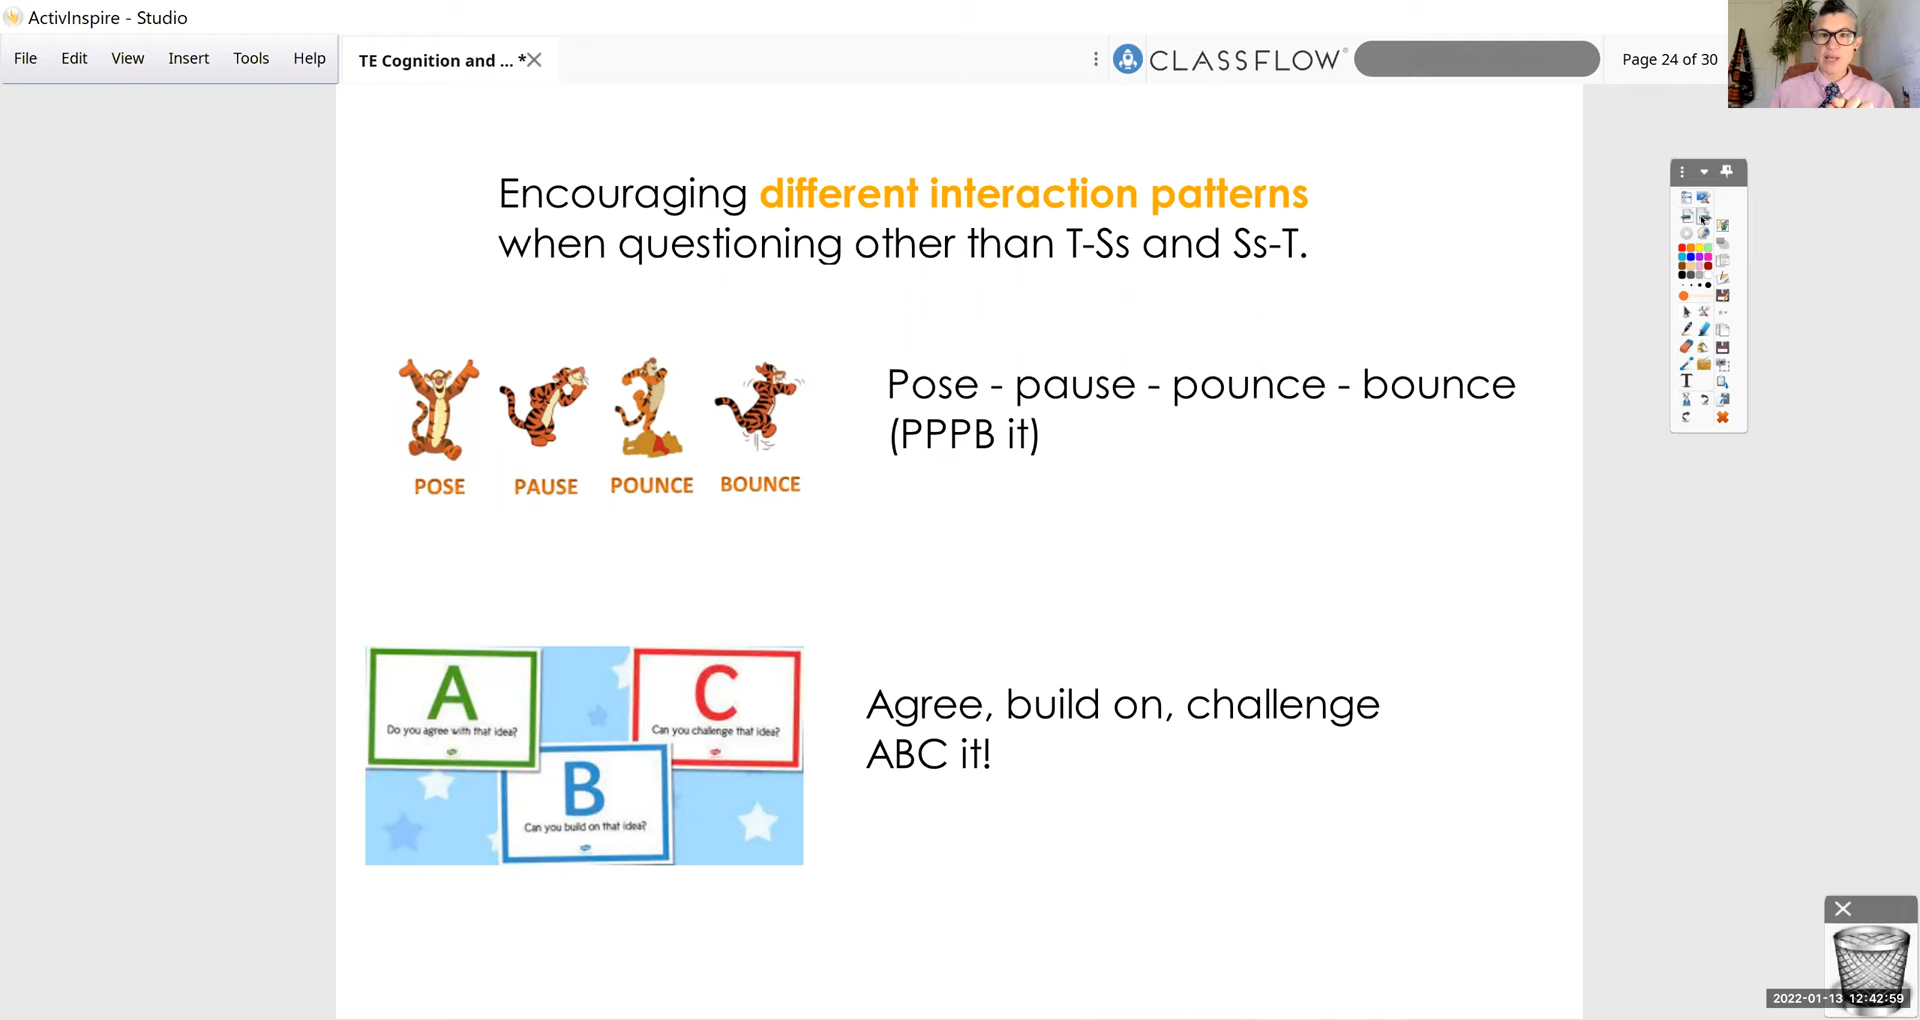 ActivInspire - Studio
File Edit View Insert Tools Help
TE Cognition and ... *
CLASSFLOW
Page 24 of 30
Encouraging different interaction patterns
when questioning other than T-Ss and Ss-T.
Pose - pause - pounce - bounce
(PPPB it)
POSE PAUSE POUNCE BOUNCE
A
Do you agree with that idea?
C
Can you challenge that idea?
B
Can you build on that idea?
Agree, build on, challenge
ABC it!
2022-01-13 12:42:59